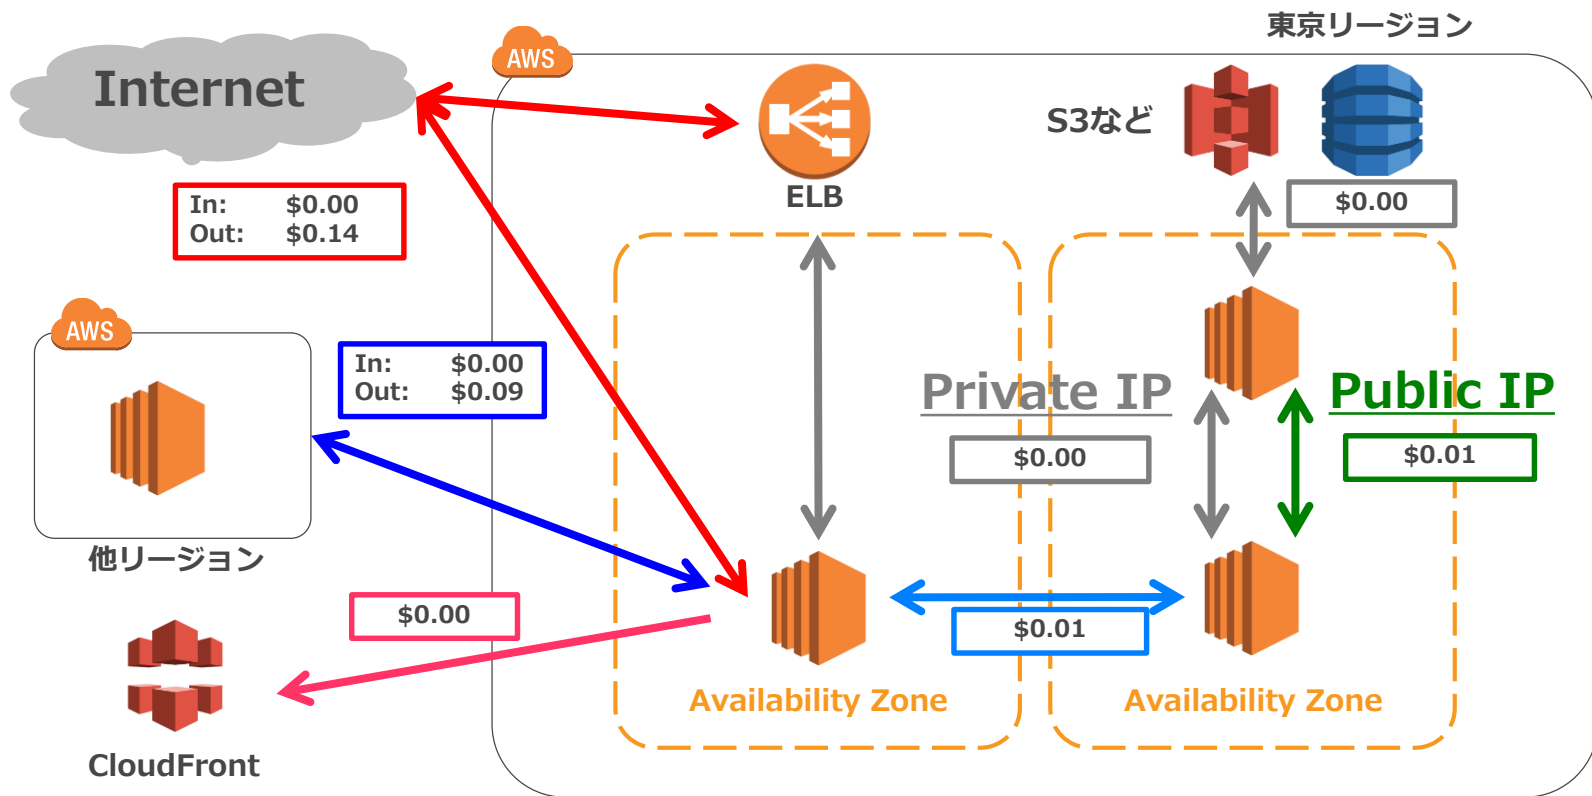 東京リージョン
AWS
Internet
S3など
ELB
$0.00
In: $0.00
Out: $0.14
AWS
In: $0.00
Out: $0.09
Private IP
$0.00
Public IP
$0.01
他リージョン
$0.00
$0.01
Availability Zone
Availability Zone
CloudFront